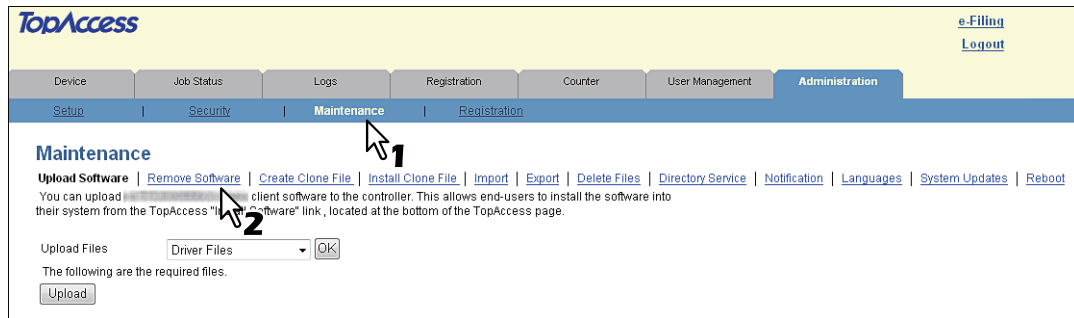 TopAccess
e-Filing
Logout
Device Job Status Logs Registration Counter User Management Administration
Setup | Security | Maintenance | Registration
1
Maintenance
Upload Software | Remove Software | Create Clone File | Install Clone File | Import | Export | Delete Files | Directory Service | Notification | Languages | System Updates | Reboot
You can upload client software to the controller. This allows end-users to install the software into
their system from the TopAccess "Install Software" link , located at the bottom of the TopAccess page.
2
Upload Files Driver Files OK
The following are the required files.
Upload